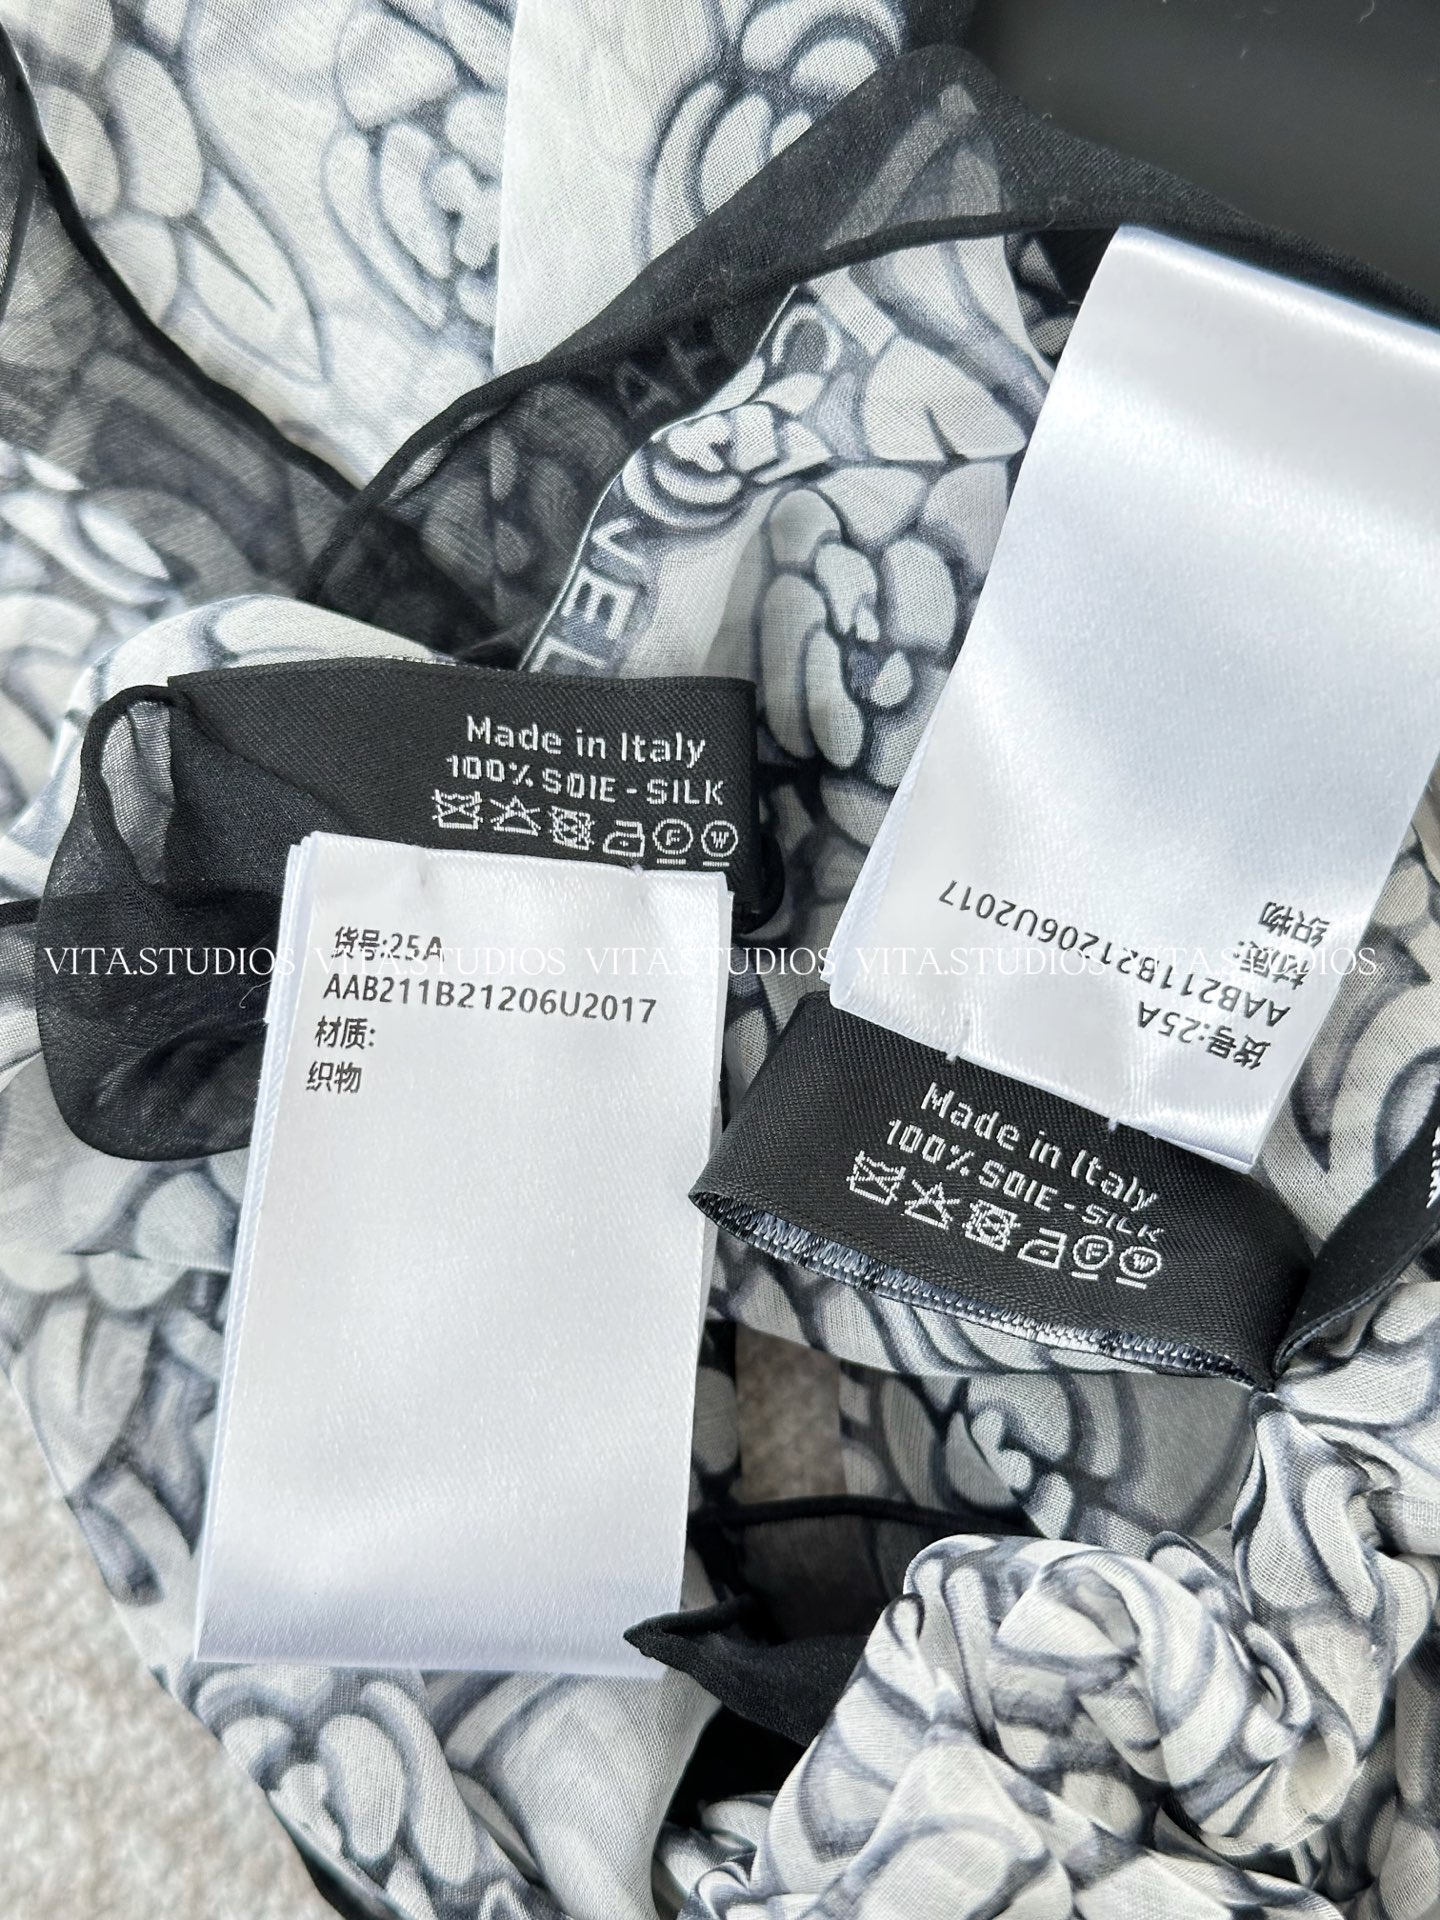 NEL
Made in Italy
100% SOIE - SILK
F W
货号:25A
AAB211B21206U2017
材质:
织物
货号:25A
AAB211B21206U2017
材质:
织物
Made in Italy
100% SOIE - SILK
F W
VITA.STUDIOS VITA.STUDIOS VITA.STUDIOS VITA.STUDIOS VITA.STUDIOS